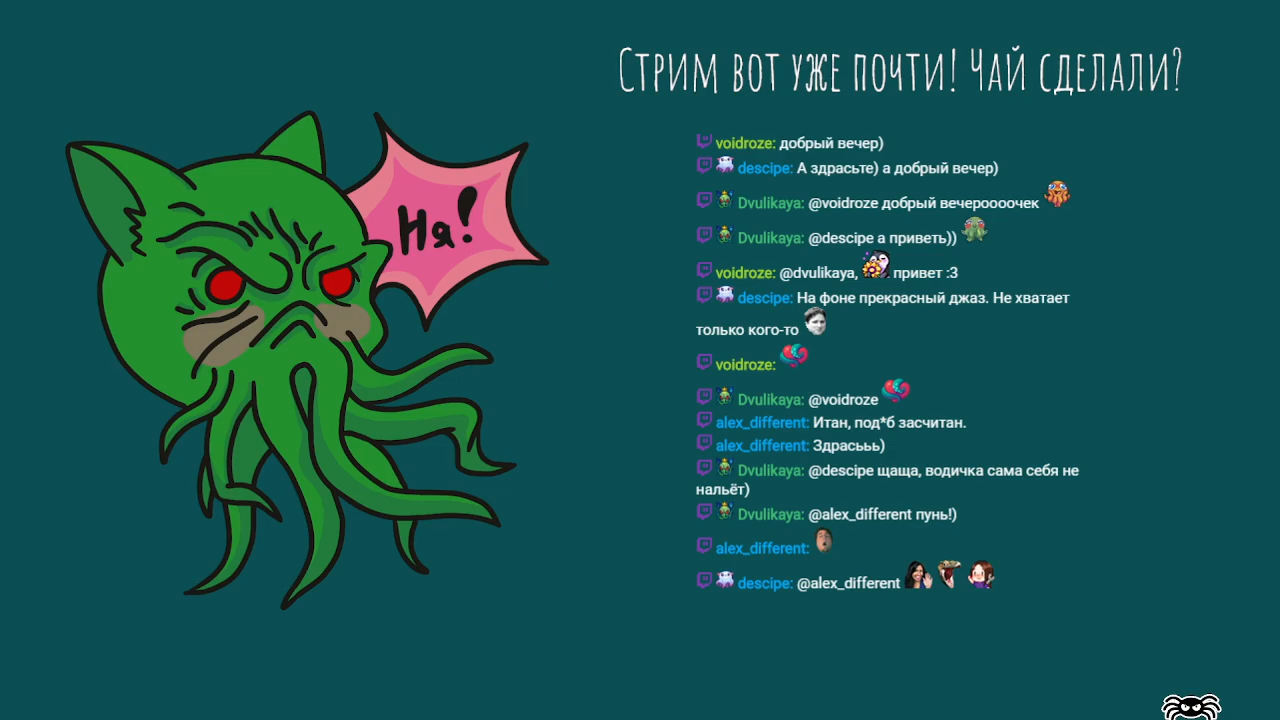 Стрим вот уже почти! Чай сделали?
Ня!
voidroze: добрый вечер)
descipe: А здрасьте) а добрый вечер)
Dvulikaya: @voidroze добрый вечероооочек
Dvulikaya: @descipe а приветь))
voidroze: @dvulikaya, привет :3
descipe: На фоне прекрасный джаз. Не хватает
только кого-то
voidroze:
Dvulikaya: @voidroze
alex_different: Итан, под*б засчитан.
alex_different: Здрасььь)
Dvulikaya: @descipe щаща, водичка сама себя не
нальёт)
Dvulikaya: @alex_different пунь!)
alex_different:
descipe: @alex_different